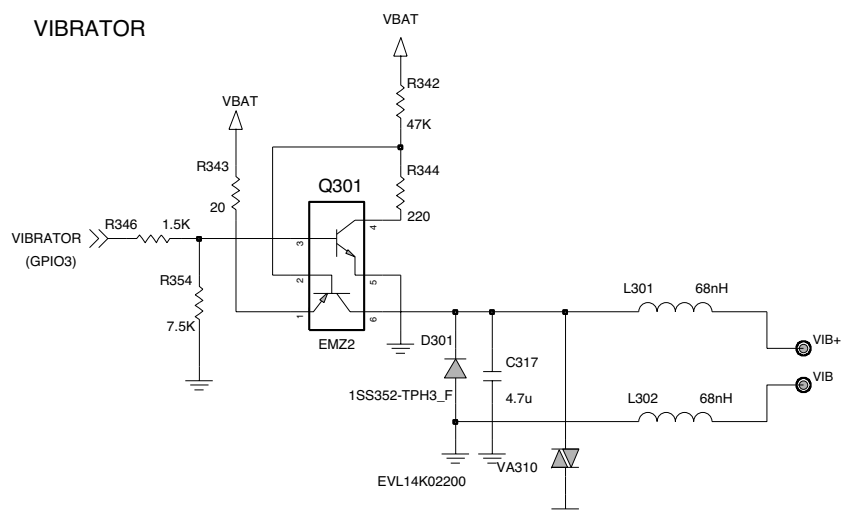 VIBRATOR
VBAT
R342
47K
VBAT
R343
20
R344
220
Q301
R346 1.5K
VIBRATOR
(GPIO3)
3
4
R354
7.5K
2
5
1
6
EMZ2
L301 68nH
VIB+
D301
C317
4.7u
1SS352-TPH3_F
VIB
L302 68nH
VA310
EVL14K02200